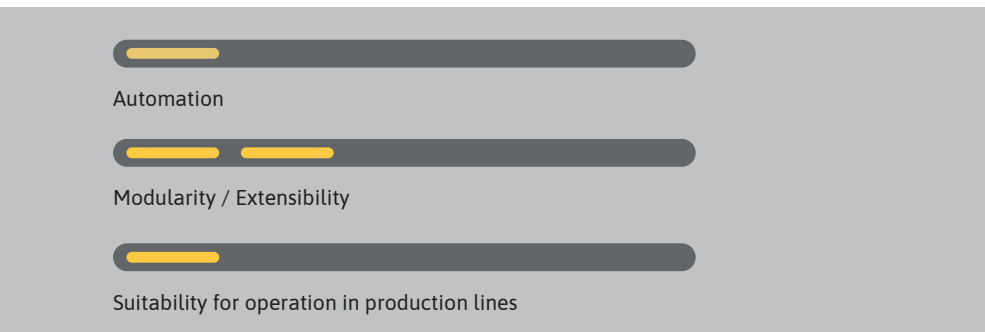 Automation
Modularity / Extensibility
Suitability for operation in production lines